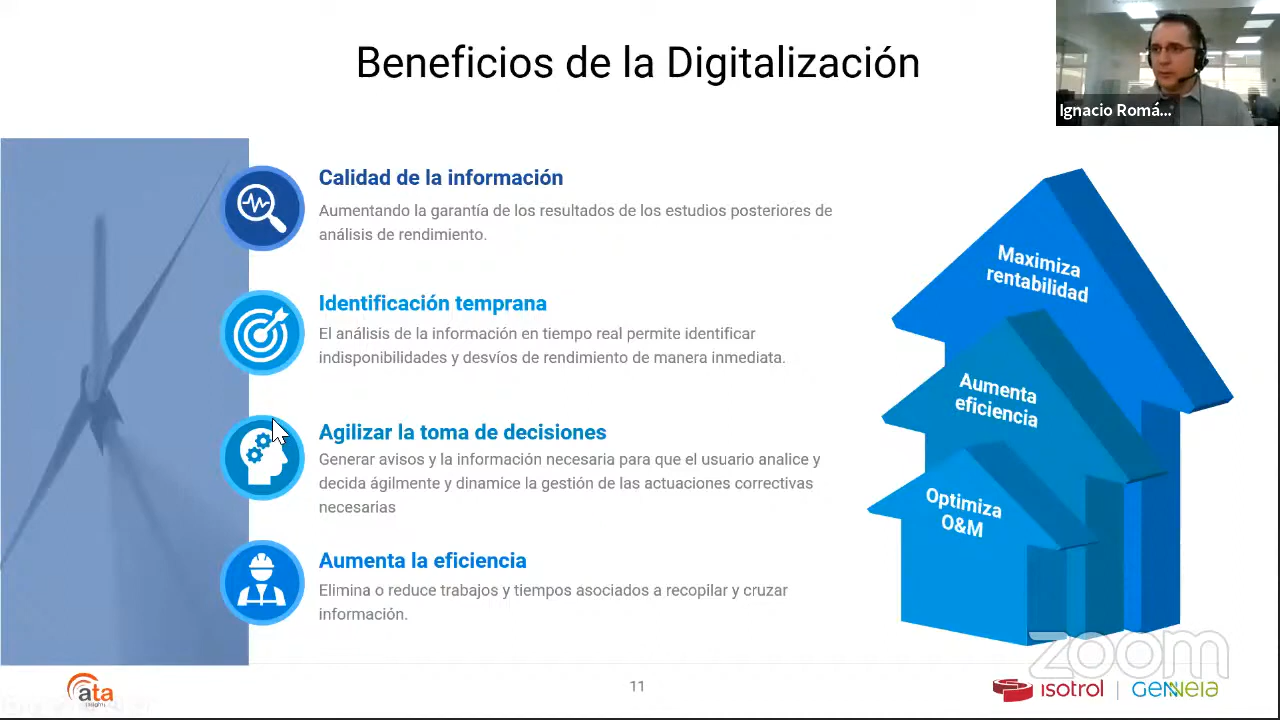 Beneficios de la Digitalización
Ignacio Romá...
Calidad de la información
Aumentando la garantía de los resultados de los estudios posteriores de
análisis de rendimiento.
Identificación temprana
El análisis de la información en tiempo real permite identificar
indisponibilidades y desvíos de rendimiento de manera inmediata.
Agilizar la toma de decisiones
Generar avisos y la información necesaria para que el usuario analice y
decida ágilmente y dinamice la gestión de las actuaciones correctivas
necesarias
Aumenta la eficiencia
Elimina o reduce trabajos y tiempos asociados a recopilar y cruzar
información.
Maximiza
rentabilidad
Aumenta
eficiencia
Optimiza
O&M
zoom
ata
insights
11
isotrol
GENNEIA